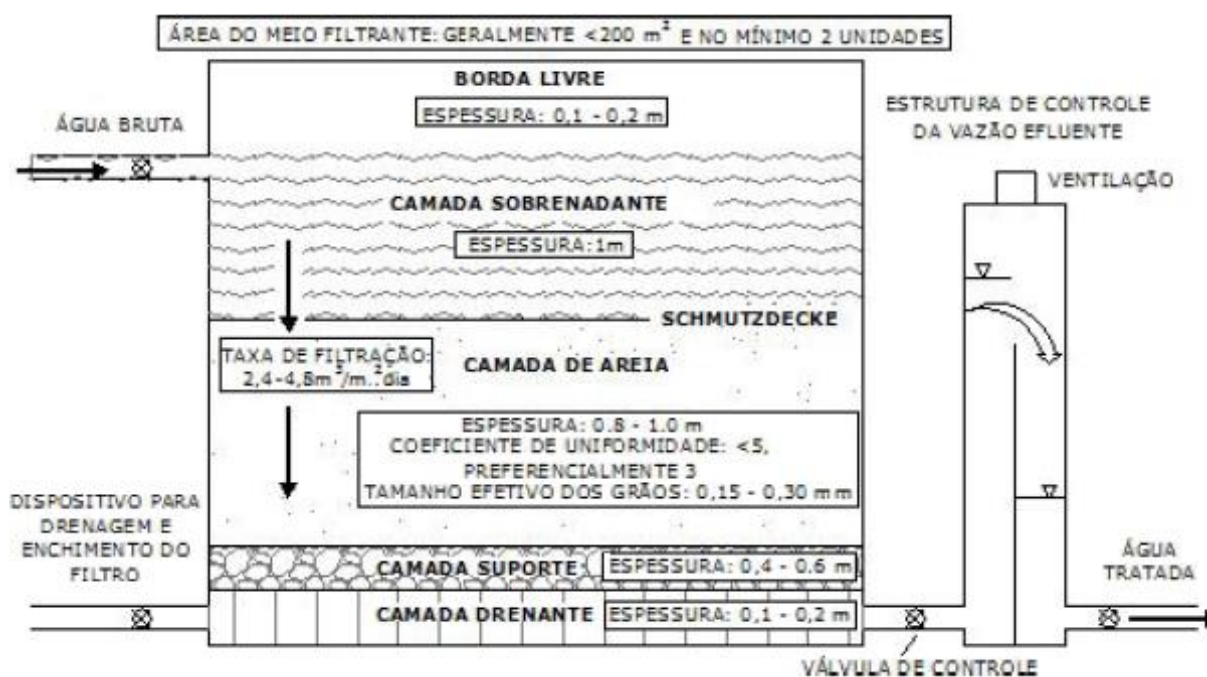 ÁREA DO MEIO FILTRANTE: GERALMENTE <200 m² E NO MÍNIMO 2 UNIDADES
BORDA LIVRE
ESPESSURA: 0,1 - 0,2 m
ÁGUA BRUTA
ESTRUTURA DE CONTROLE
DA VAZÃO EFLUENTE
VENTILAÇÃO
CAMADA SOBRENADANTE
ESPESSURA: 1m
SCHMUTZDECKE
TAXA DE FILTRAÇÃO:
2,4-4,8m³/m².dia
CAMADA DE AREIA
ESPESSURA: 0.8 - 1.0 m
COEFICIENTE DE UNIFORMIDADE: <5,
PREFERENCIALMENTE 3
TAMANHO EFETIVO DOS GRÃOS: 0,15 - 0,30 mm
DISPOSITIVO PARA
DRENAGEM E
ENCHIMENTO DO
FILTRO
CAMADA SUPORTE
ESPESSURA: 0,4 - 0.6 m
CAMADA DRENANTE
ESPESSURA: 0,1 - 0,2 m
ÁGUA
TRATADA
VÁLVULA DE CONTROLE